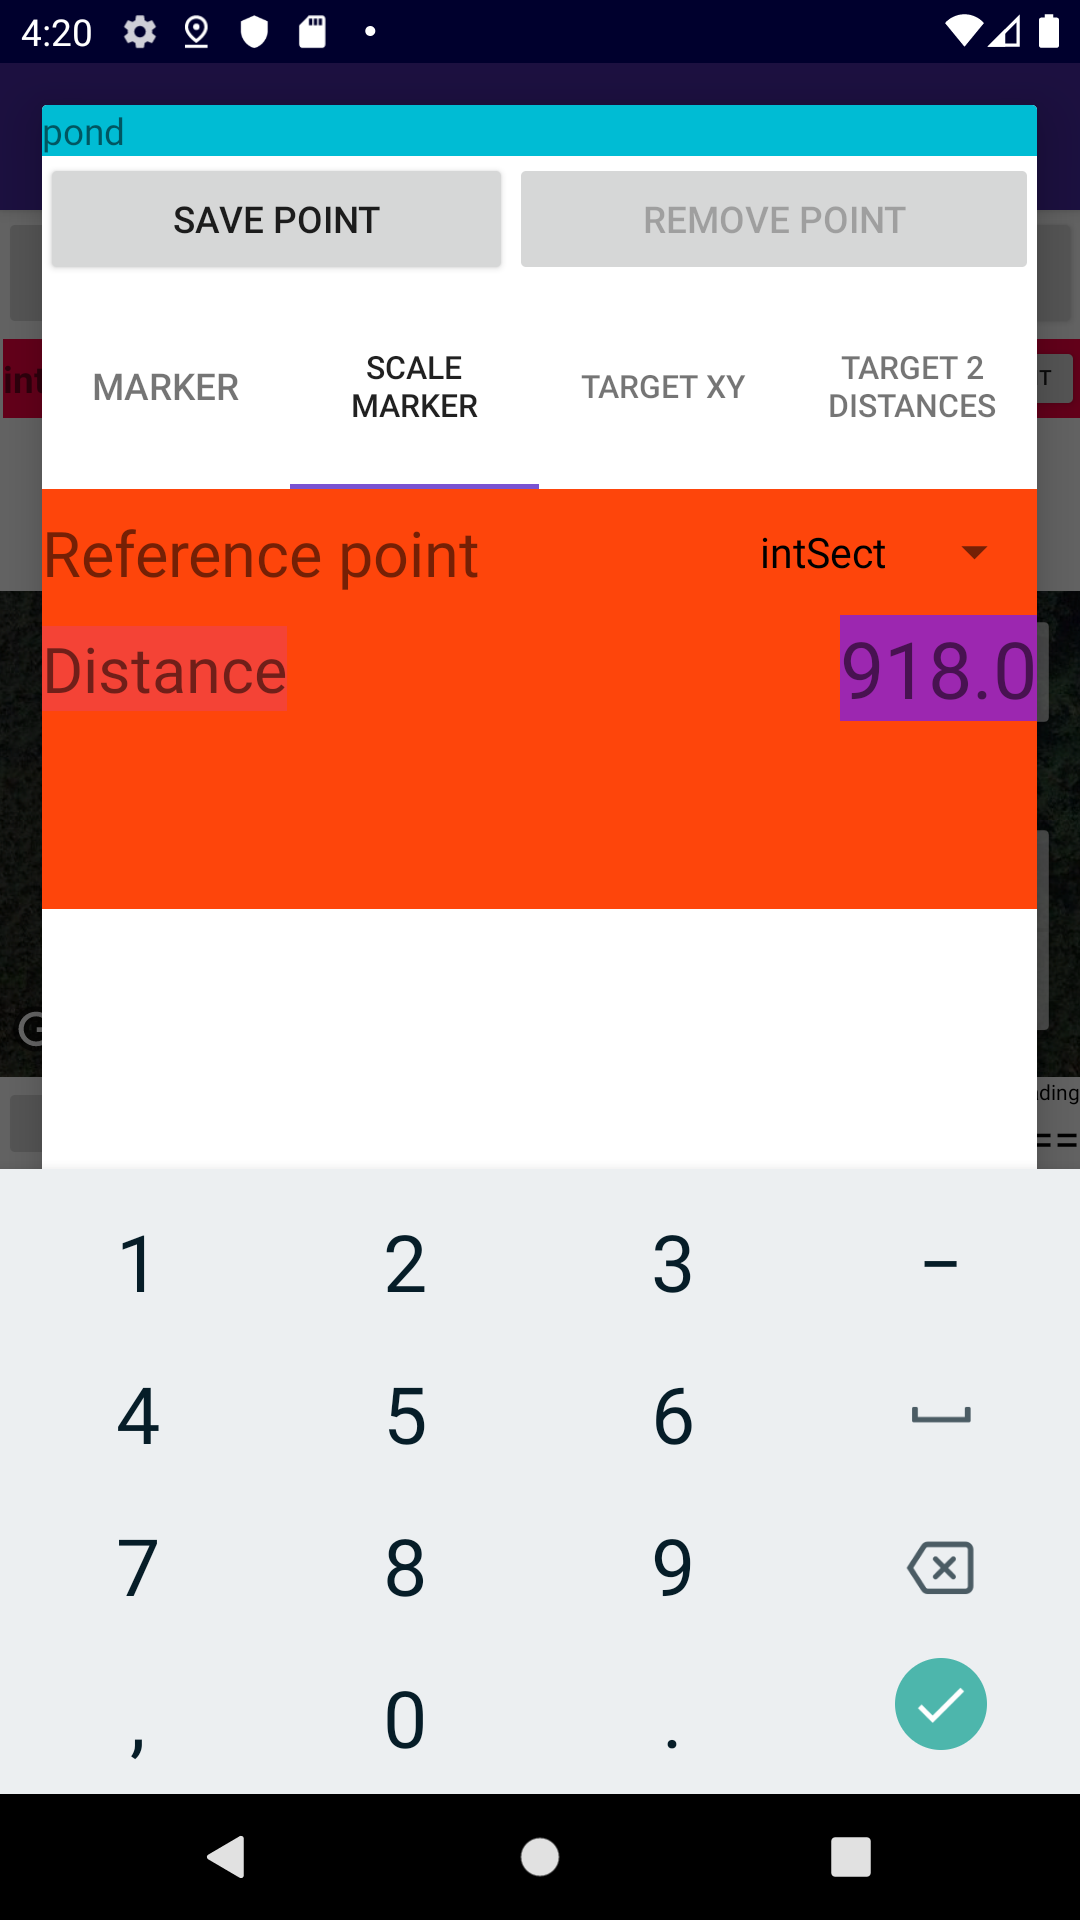 4:20
pond
SAVE POINT REMOVE POINT
MARKER SCALE MARKER TARGET XY TARGET 2 DISTANCES
int T
Reference point intSect
Distance 918.0
G
ding
==
1 2 3 –
4 5 6
7 8 9
, 0 .